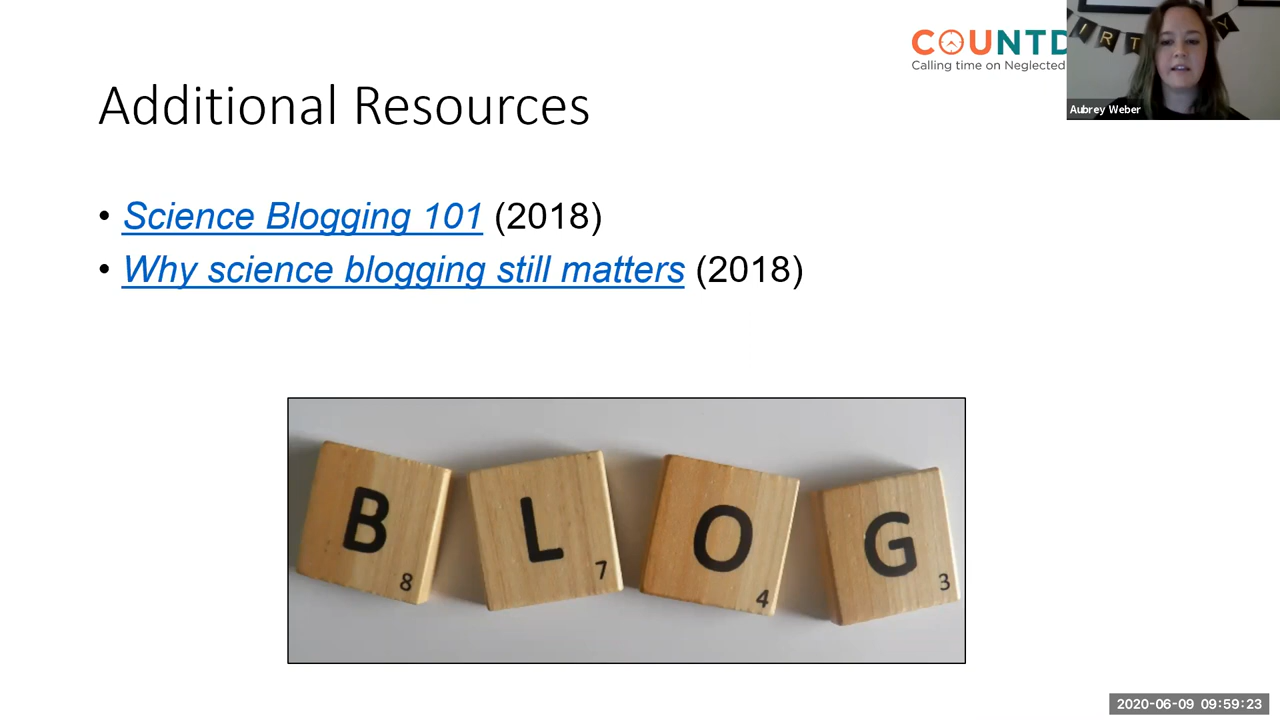 COUNTD
Calling time on Neglected
IRT Y
Aubrey Weber
Additional Resources
• Science Blogging 101 (2018)
• Why science blogging still matters (2018)
B 8 L 7 O 4 G 3
2020-06-09 09:59:23